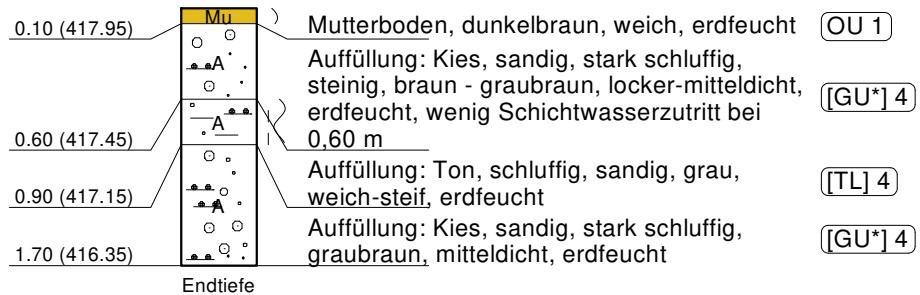 Mu
0.10 (417.95)
Mutterboden, dunkelbraun, weich, erdfeucht
OU 1
A
Auffüllung: Kies, sandig, stark schluffig,
steinig, braun - graubraun, locker-mitteldicht,
erdfeucht, wenig Schichtwasserzutritt bei
0,60 m
[GU*] 4
0.60 (417.45)
A
Auffüllung: Ton, schluffig, sandig, grau,
weich-steif, erdfeucht
[TL] 4
0.90 (417.15)
A
Auffüllung: Kies, sandig, stark schluffig,
graubraun, mitteldicht, erdfeucht
[GU*] 4
1.70 (416.35)
Endtiefe